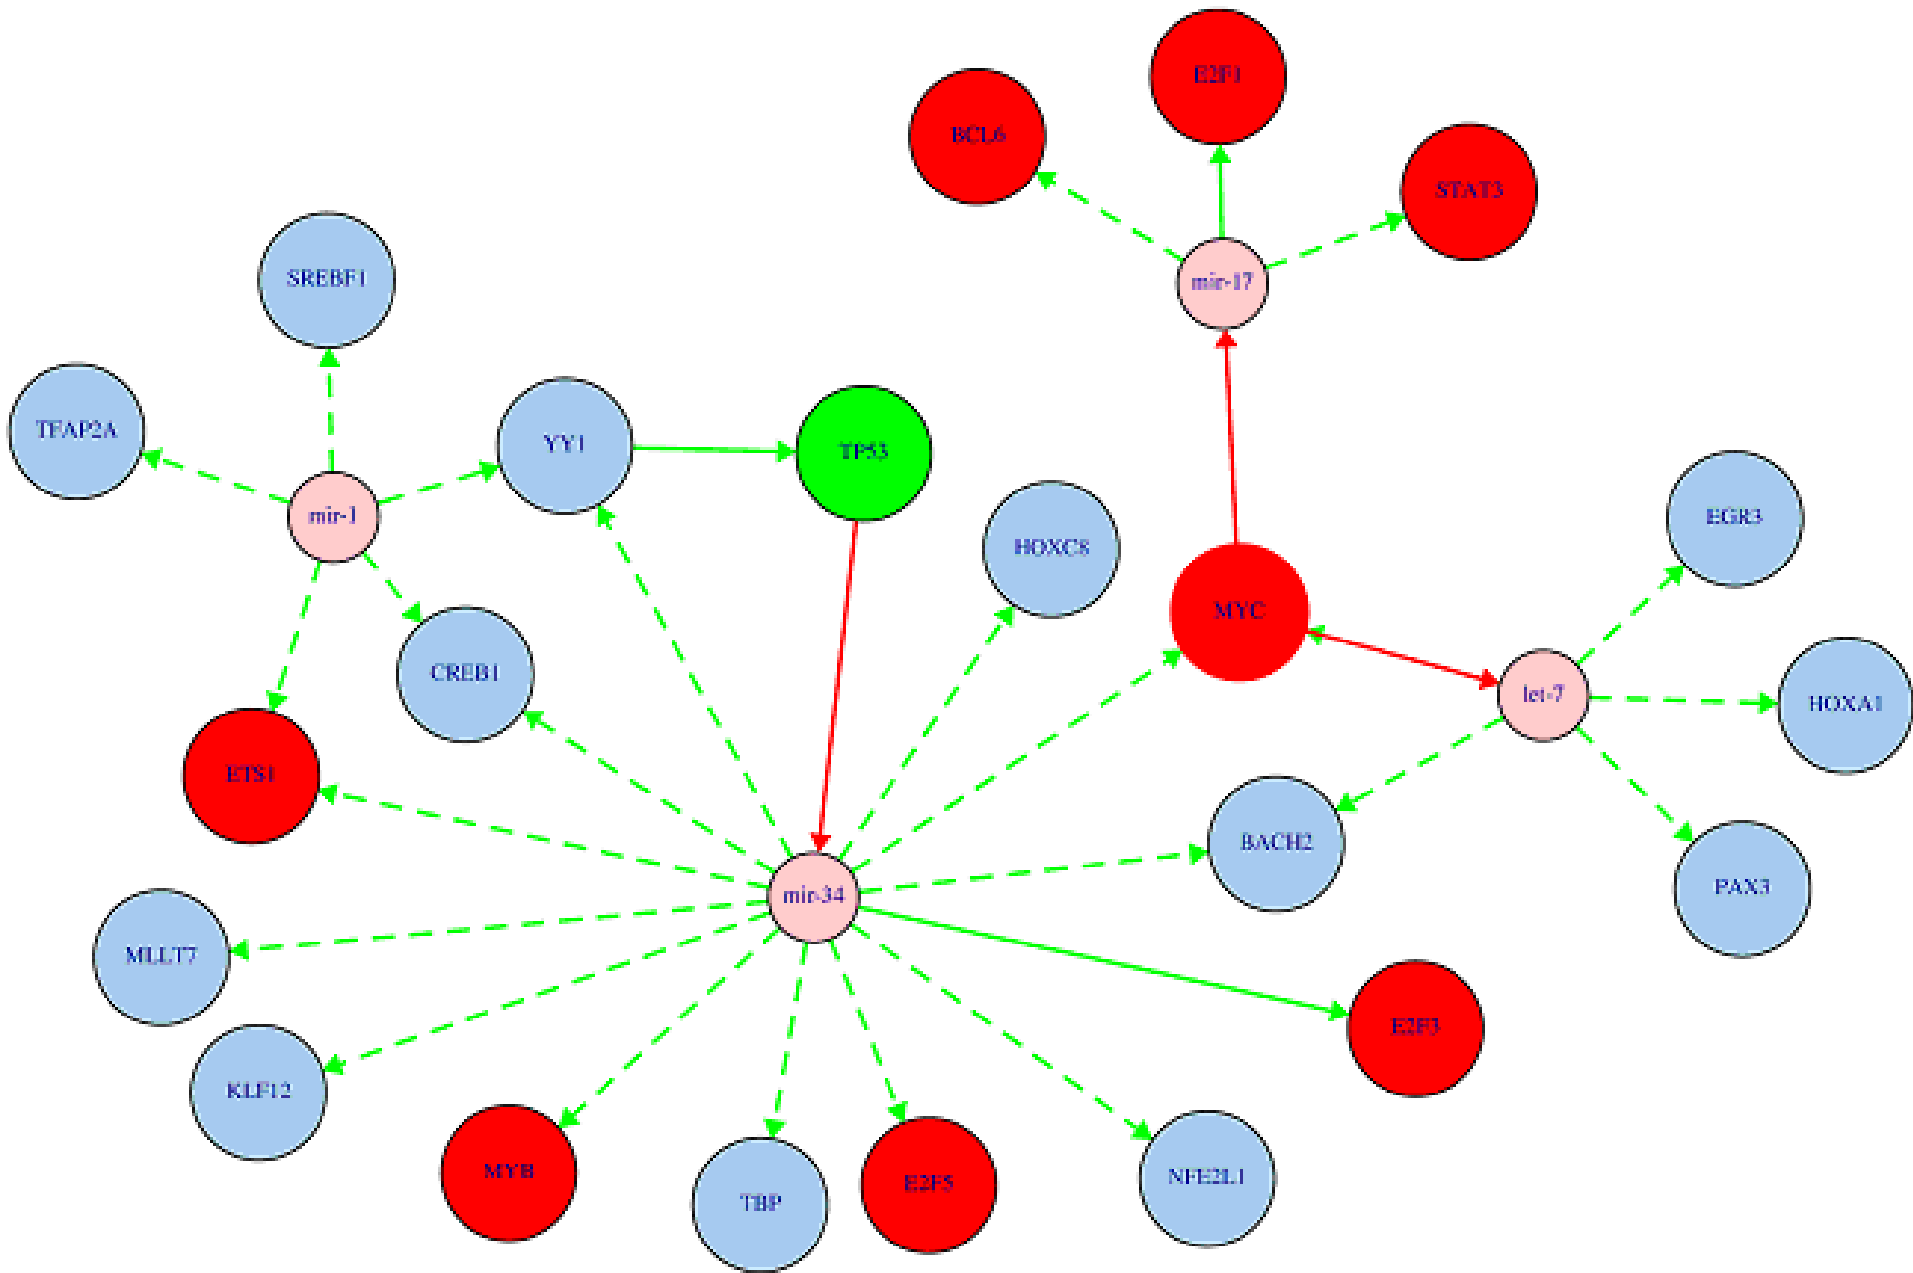 E2F1
BCL6
STAT3
SREBF1
mir-17
TFAP2A
YY1
TP53
mir-1
EGR3
HOXC8
MYC
CREB1
let-7
HOXA1
ETS1
BACH2
PAX3
mir-34
MLLT7
E2F3
KLF12
MYB
E2F5
NFE2L1
TBP